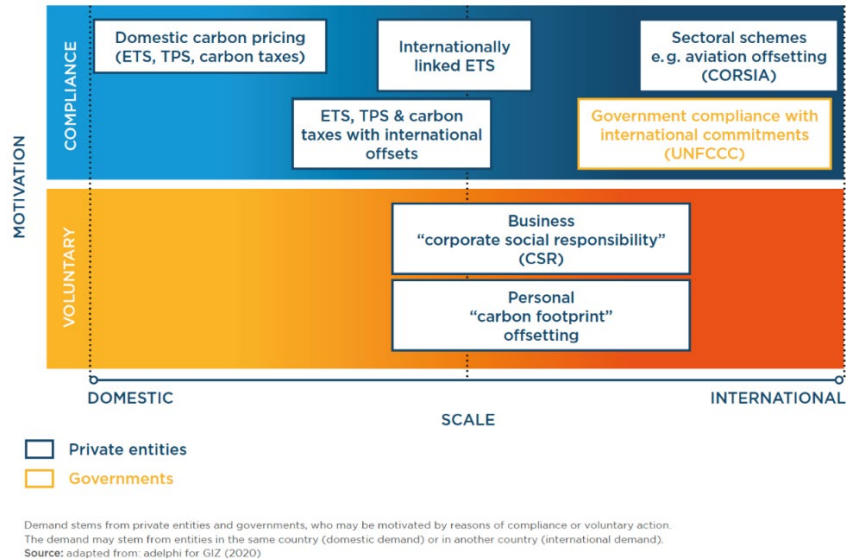 MOTIVATION
COMPLIANCE
Domestic carbon pricing
(ETS, TPS, carbon taxes)
Internationally
linked ETS
Sectoral schemes
e.g. aviation offsetting
(CORSIA)
ETS, TPS & carbon
taxes with international
offsets
Government compliance with
international commitments
(UNFCCC)
VOLUNTARY
Business
“corporate social responsibility”
(CSR)
Personal
“carbon footprint”
offsetting
DOMESTIC
INTERNATIONAL
SCALE
Private entities
Governments
Demand stems from private entities and governments, who may be motivated by reasons of compliance or voluntary action.
The demand may stem from entities in the same country (domestic demand) or in another country (international demand).
Source: adapted from: adelphi for GIZ (2020)